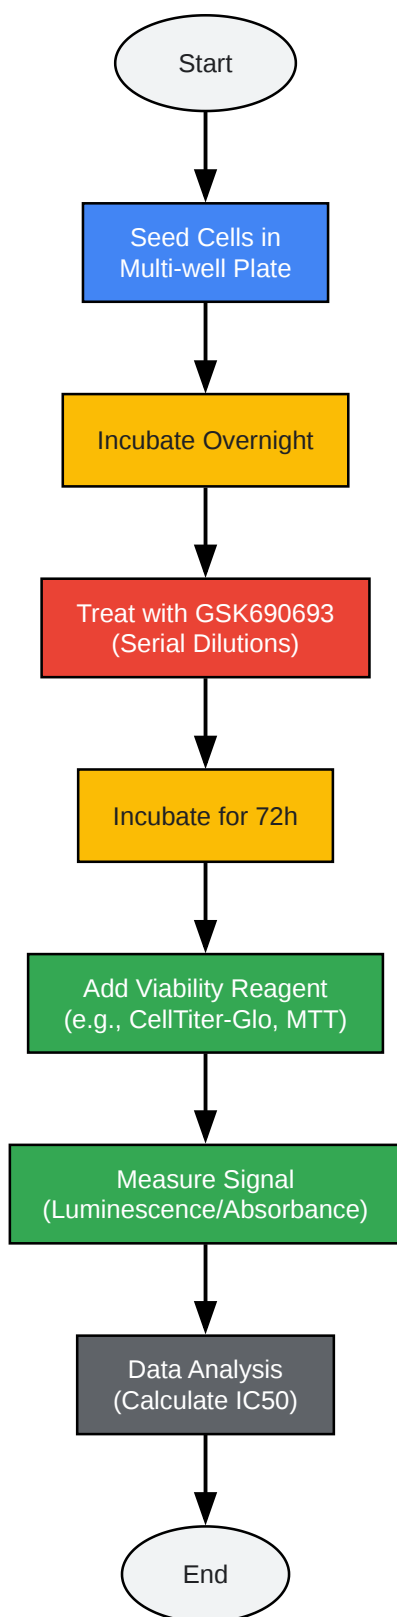 Start
Seed Cells in
Multi-well Plate
Incubate Overnight
Treat with GSK690693
(Serial Dilutions)
Incubate for 72h
Add Viability Reagent
(e.g., CellTiter-Glo, MTT)
Measure Signal
(Luminescence/Absorbance)
Data Analysis
(Calculate IC50)
End